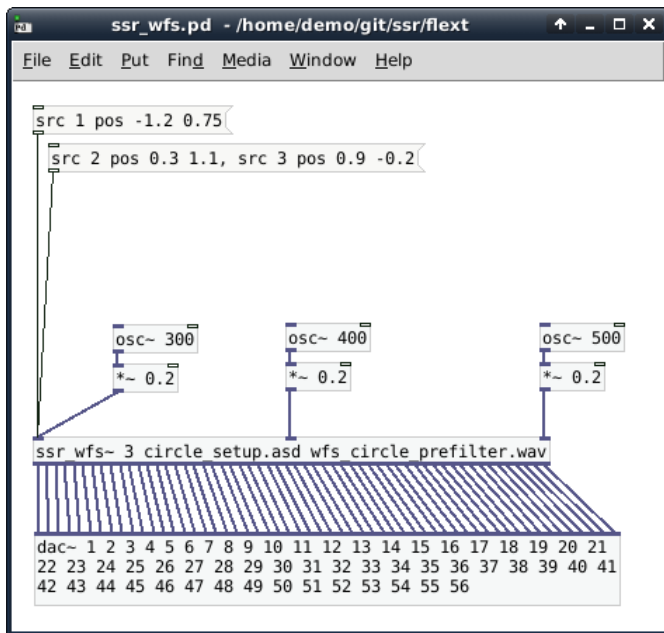 ssr_wfs.pd - /home/demo/git/ssr/flext
File Edit Put Find Media Window Help
src 1 pos -1.2 0.75
src 2 pos 0.3 1.1, src 3 pos 0.9 -0.2
osc~ 300 osc~ 400 osc~ 500
*~ 0.2 *~ 0.2 *~ 0.2
ssr_wfs~ 3 circle_setup.asd wfs_circle_prefilter.wav
dac~ 1 2 3 4 5 6 7 8 9 10 11 12 13 14 15 16 17 18 19 20 21
22 23 24 25 26 27 28 29 30 31 32 33 34 35 36 37 38 39 40 41
42 43 44 45 46 47 48 49 50 51 52 53 54 55 56